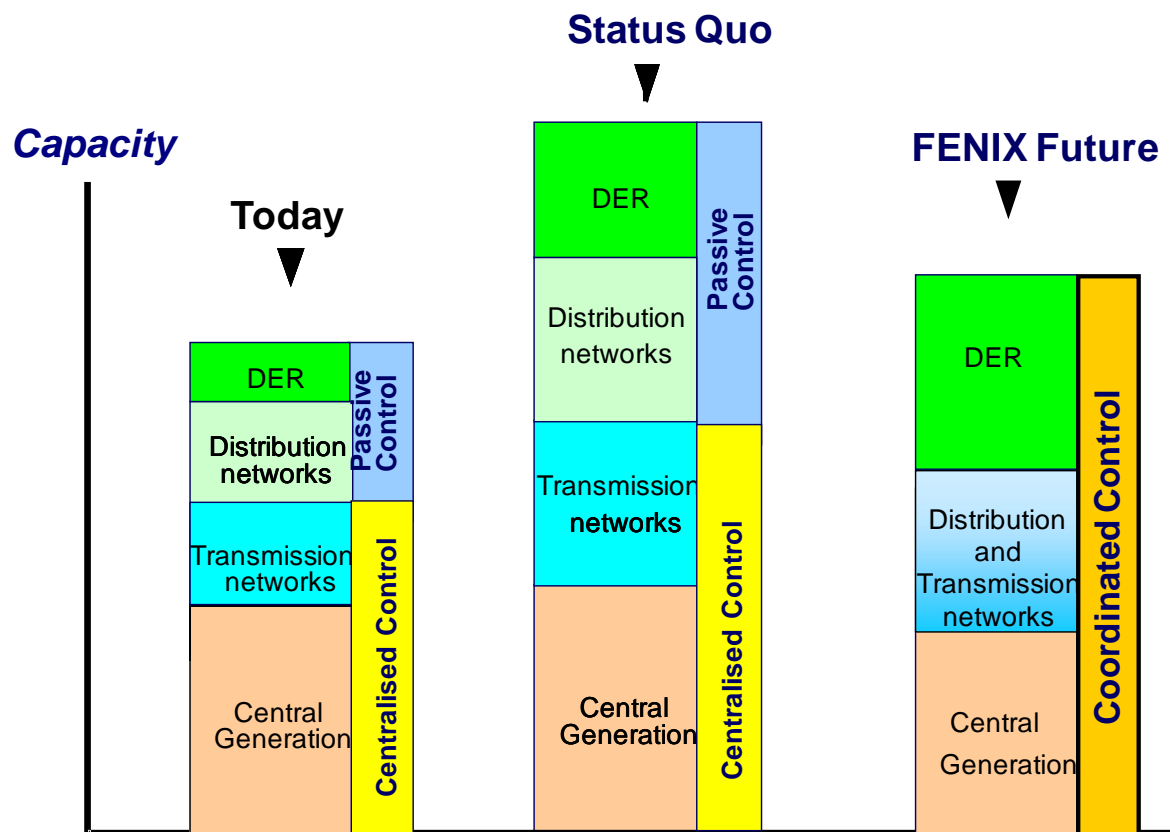 Status Quo
Capacity
FENIX Future
Today
DER
Distribution
networks
Transmission
networks
Central
Generation
Passive
Control
Centralised Control
DER
Distribution
networks
Transmission
networks
Central
Generation
Passive
Control
Centralised Control
DER
Distribution
and
Transmission
networks
Central
Generation
Coordinated Control